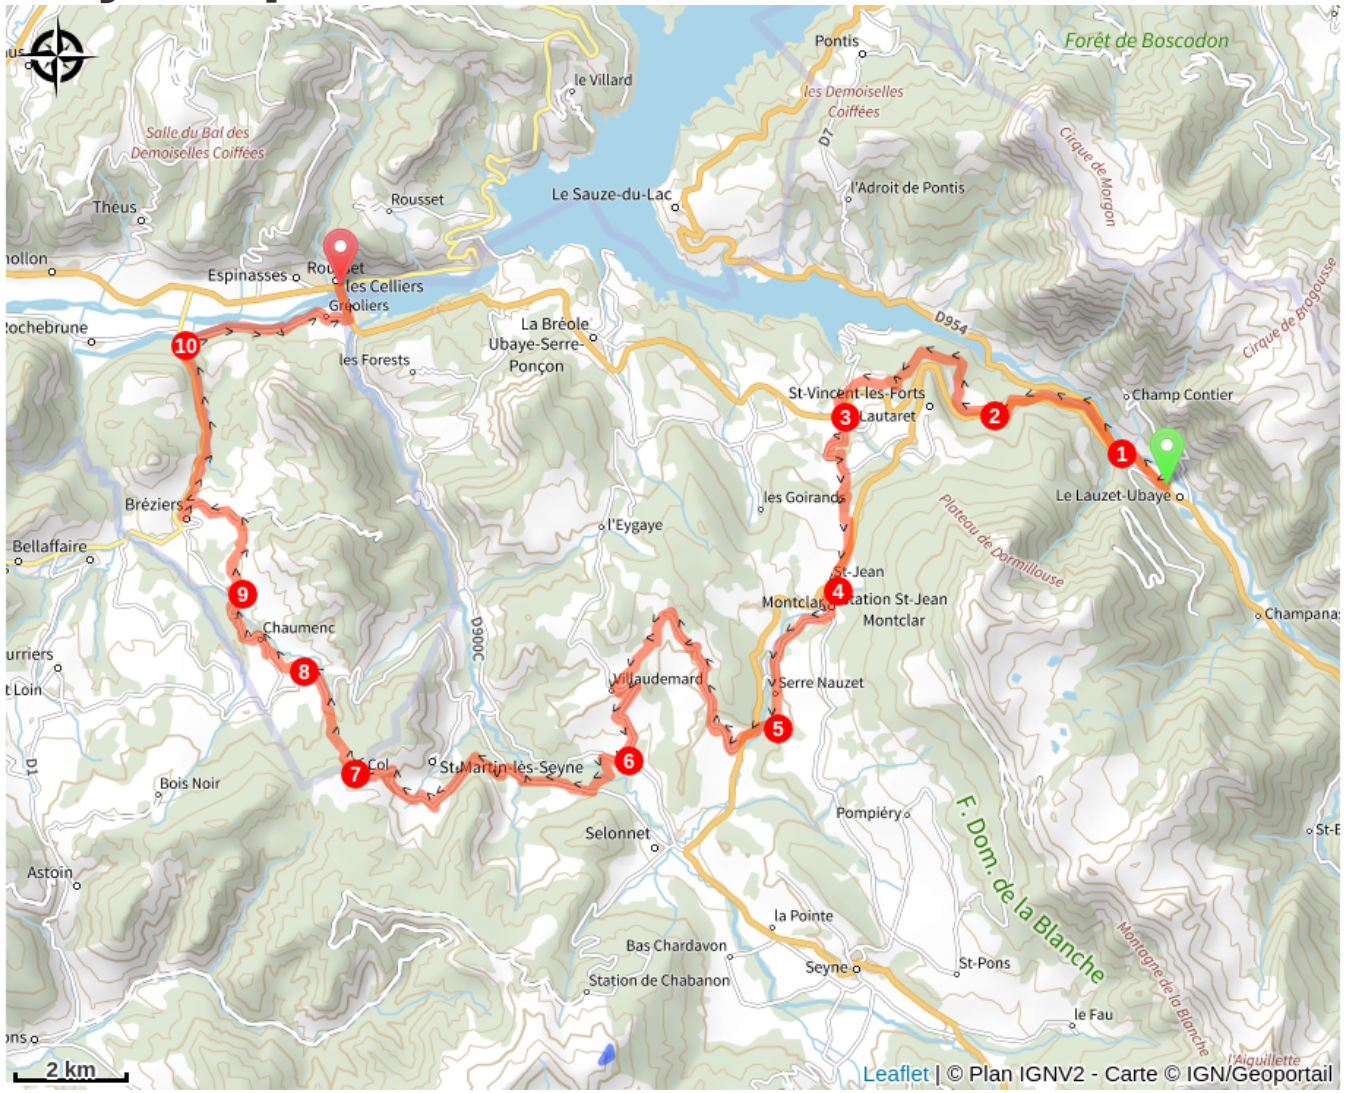 Pontis
Forêt de Boscodon
le Villard
les Demoiselles
Coiffées
Salle du Bal des
Demoiselles Coiffées
D7
Cirque de Morgon
Le Sauze-du-Lac
l'Adroit de Pontis
Rousset
Théus
Espinasses
Rousset
les Celliers
Gréoliers
Rochebrune
La Bréole
Ubaye-Serre-
Ponçon
D954
Cirque de Bragousse
les Forests
10
St-Vincent-les-Forts
Champ Contier
3
Lautaret
2
1
Le Lauzet-Ubaye
les Goirands
Bréziers
l'Eygaye
Plateau de Dormillouse
Bellaffaire
St-Jean
9
4
Montclar
Station St-Jean
Montclar
Champanas
Chaumenc
D900C
urriers
8
Villaudemard
Serre Nauzet
t Loin
5
D1
6
7
Col
St-Martin-lès-Seyne
Bois Noir
Pompiéry
F. Dom. de la Blanche
Selonnet
Astoin
la Pointe
Bas Chardavon
Seyne
St-Pons
Montagne de la Blanche
Station de Chabanon
le Fau
ons
l'Aiguillette
2 km
Leaflet | © Plan IGNV2 - Carte © IGN/Geoportail